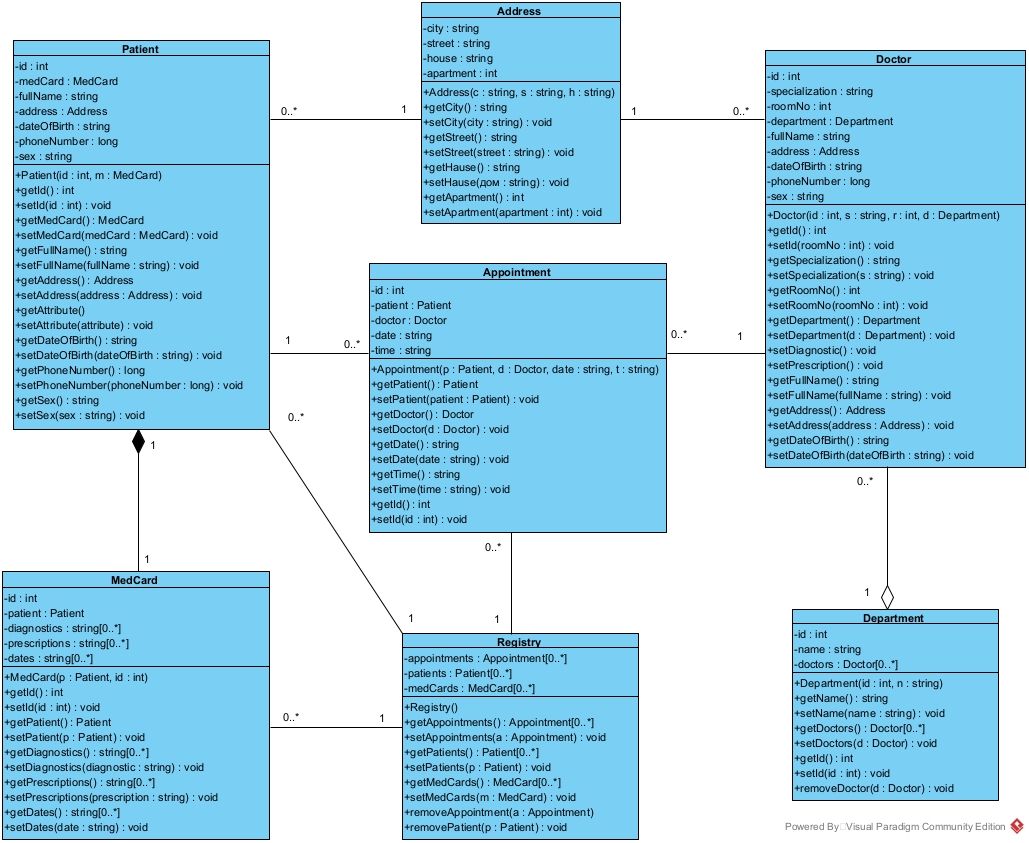 Address
-city : string
-street : string
-house : string
-apartment : int
+Address(c : string, s : string, h : string)
+getCity() : string
+setCity(city : string) : void
+getStreet() : string
+setStreet(street : string) : void
+getHause() : string
+setHause(дом : string) : void
+getApartment() : int
+setApartment(apartment : int) : void
Patient
-id : int
-medCard : MedCard
-fullName : string
-address : Address
-dateOfBirth : string
-phoneNumber : long
-sex : string
+Patient(id : int, m : MedCard)
+getId() : int
+setId(id : int) : void
+getMedCard() : MedCard
+setMedCard(medCard : MedCard) : void
+getFullName() : string
+setFullName(fullName : string) : void
+getAddress() : Address
+setAddress(address : Address) : void
+getAttribute()
+setAttribute(attribute) : void
+getDateOfBirth() : string
+setDateOfBirth(dateOfBirth : string) : void
+getPhoneNumber() : long
+setPhoneNumber(phoneNumber : long) : void
+getSex() : string
+setSex(sex : string) : void
Doctor
-id : int
-specialization : string
-roomNo : int
-department : Department
-fullName : string
-address : Address
-dateOfBirth : string
-phoneNumber : long
-sex : string
+Doctor(id : int, s : string, r : int, d : Department)
+getId() : int
+setId(roomNo : int) : void
+getSpecialization() : string
+setSpecialization(s : string) : void
+getRoomNo() : int
+setRoomNo(roomNo : int) : void
+getDepartment() : Department
+setDepartment(d : Department) : void
+setDiagnostic() : void
+setPrescription() : void
+getFullName() : string
+setFullName(fullName : string) : void
+getAddress() : Address
+setAddress(address : Address) : void
+getDateOfBirth() : string
+setDateOfBirth(dateOfBirth : string) : void
0..*
1
1
0..*
Appointment
-id : int
-patient : Patient
-doctor : Doctor
-date : string
-time : string
+Appointment(p : Patient, d : Doctor, date : string, t : string)
+getPatient() : Patient
+setPatient(patient : Patient) : void
+getDoctor() : Doctor
+setDoctor(d : Doctor) : void
+getDate() : string
+setDate(date : string) : void
+getTime() : string
+setTime(time : string) : void
+getId() : int
+setId(id : int) : void
1
0..*
0..*
1
0..*
1
1
0..*
1
0..*
1
0..*
1
MedCard
-id : int
-patient : Patient
-diagnostics : string[0..*]
-prescriptions : string[0..*]
-dates : string[0..*]
+MedCard(p : Patient, id : int)
+getId() : int
+setId(id : int) : void
+getPatient() : Patient
+setPatient(p : Patient) : void
+getDiagnostics() : string[0..*]
+setDiagnostics(diagnostic : string) : void
+getPrescriptions() : string[0..*]
+setPrescriptions(prescription : string) : void
+getDates() : string[0..*]
+setDates(date : string) : void
0..*
1
Registry
-appointments : Appointment[0..*]
-patients : Patient[0..*]
-medCards : MedCard[0..*]
+Registry()
+getAppointments() : Appointment[0..*]
+setAppointments(a : Appointment) : void
+getPatients() : Patient[0..*]
+setPatients(p : Patient) : void
+getMedCards() : MedCard[0..*]
+setMedCards(m : MedCard) : void
+removeAppointment(a : Appointment)
+removePatient(p : Patient) : void
Department
-id : int
-name : string
-doctors : Doctor[0..*]
+Department(id : int, n : string)
+getName() : string
+setName(name : string) : void
+getDoctors() : Doctor[0..*]
+setDoctors(d : Doctor) : void
+getId() : int
+setId(id : int) : void
+removeDoctor(d : Doctor) : void
Powered By Visual Paradigm Community Edition